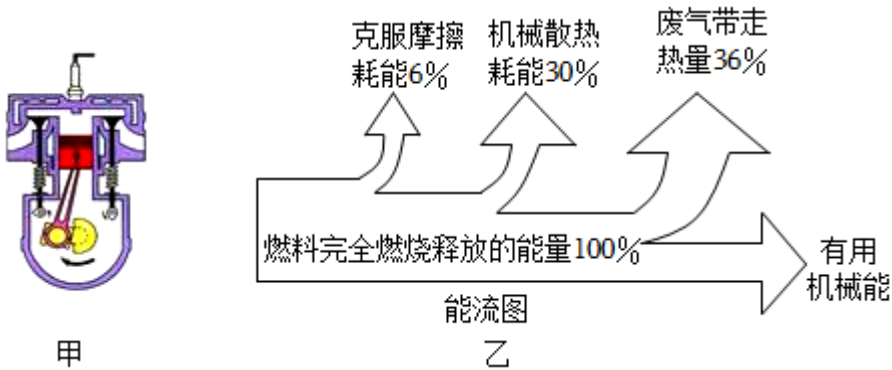 克服摩擦
耗能6%
机械散热
耗能30%
废气带走
热量36%
燃料完全燃烧释放的能量100%
有用
机械能
能流图
甲
乙